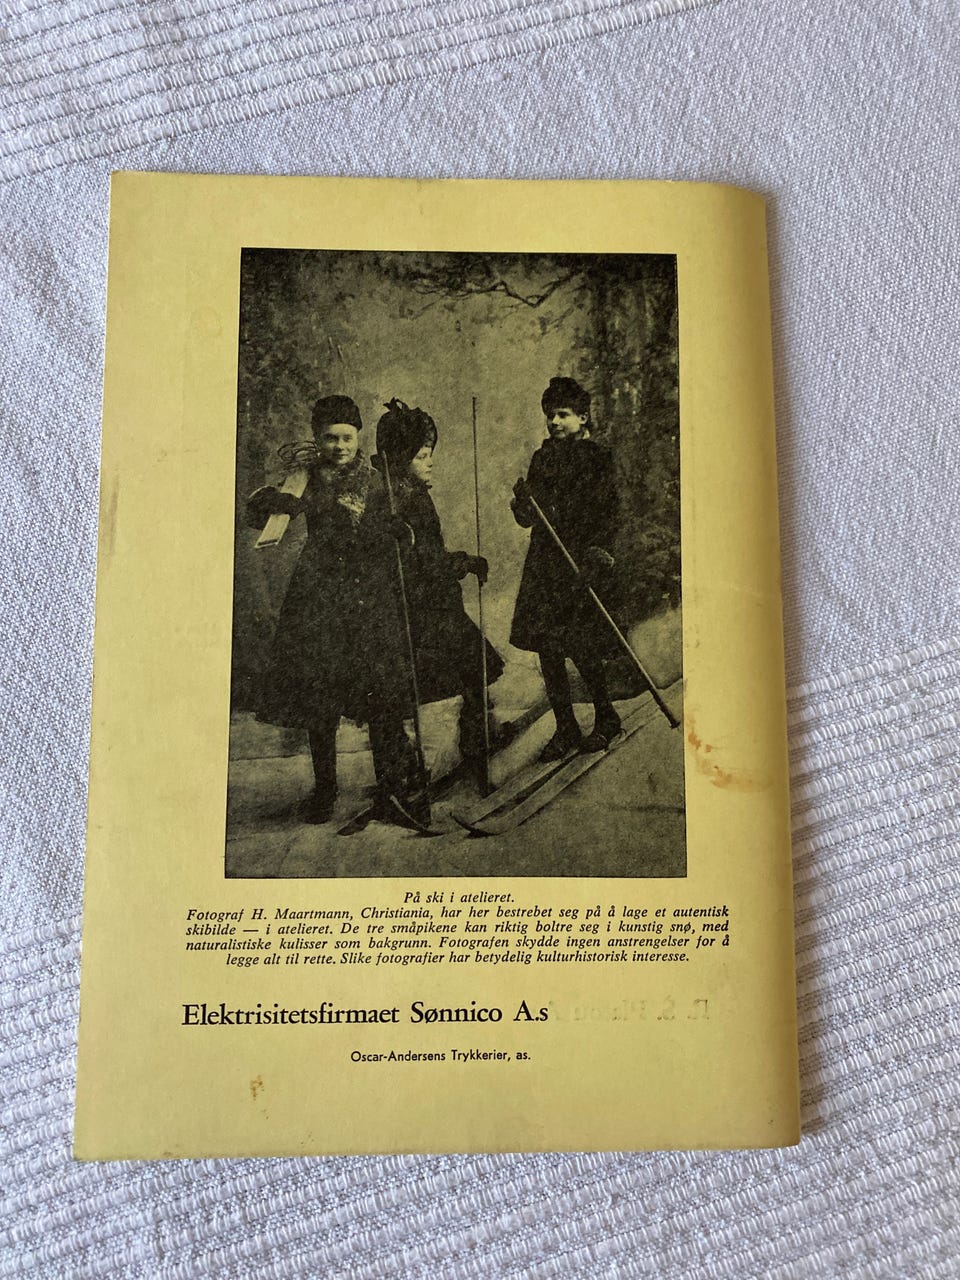 På ski i atelieret.
Fotograf H. Maartmann, Christiania, har her bestrebet seg på å lage et autentisk
skibilde — i atelieret. De tre småpikene kan riktig boltre seg i kunstig snø, med
naturalistiske kulisser som bakgrunn. Fotografen skydde ingen anstrengelser for å
legge alt til rette. Slike fotografier har betydelig kulturhistorisk interesse.
Elektrisitetsfirmaet Sønnico A.s
Oscar-Andersens Trykkerier, as.